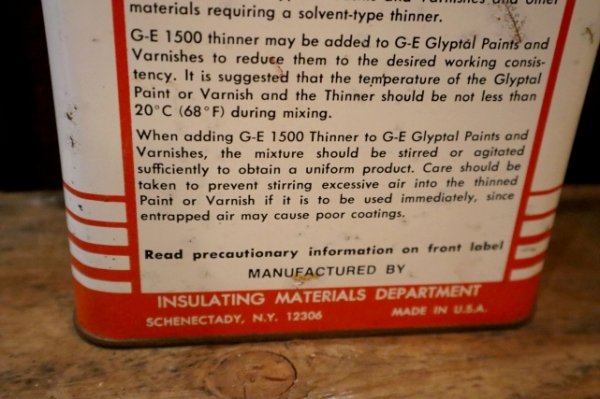 and Varnishes and other
materials requiring a solvent-type thinner.
G-E 1500 thinner may be added to G-E Glyptal Paints and
Varnishes to reduce them to the desired working consis-
tency. It is suggested that the temperature of the Glyptal
Paint or Varnish and the Thinner should be not less than
20°C (68°F) during mixing.
When adding G-E 1500 Thinner to G-E Glyptal Paints and
Varnishes, the mixture should be stirred or agitated
sufficiently to obtain a uniform product. Care should be
taken to prevent stirring excessive air into the thinned
Paint or Varnish if it is to be used immediately, since
entrapped air may cause poor coatings.
Read precautionary information on front label
MANUFACTURED BY
INSULATING MATERIALS DEPARTMENT
SCHENECTADY, N.Y. 12306 MADE IN U.S.A.